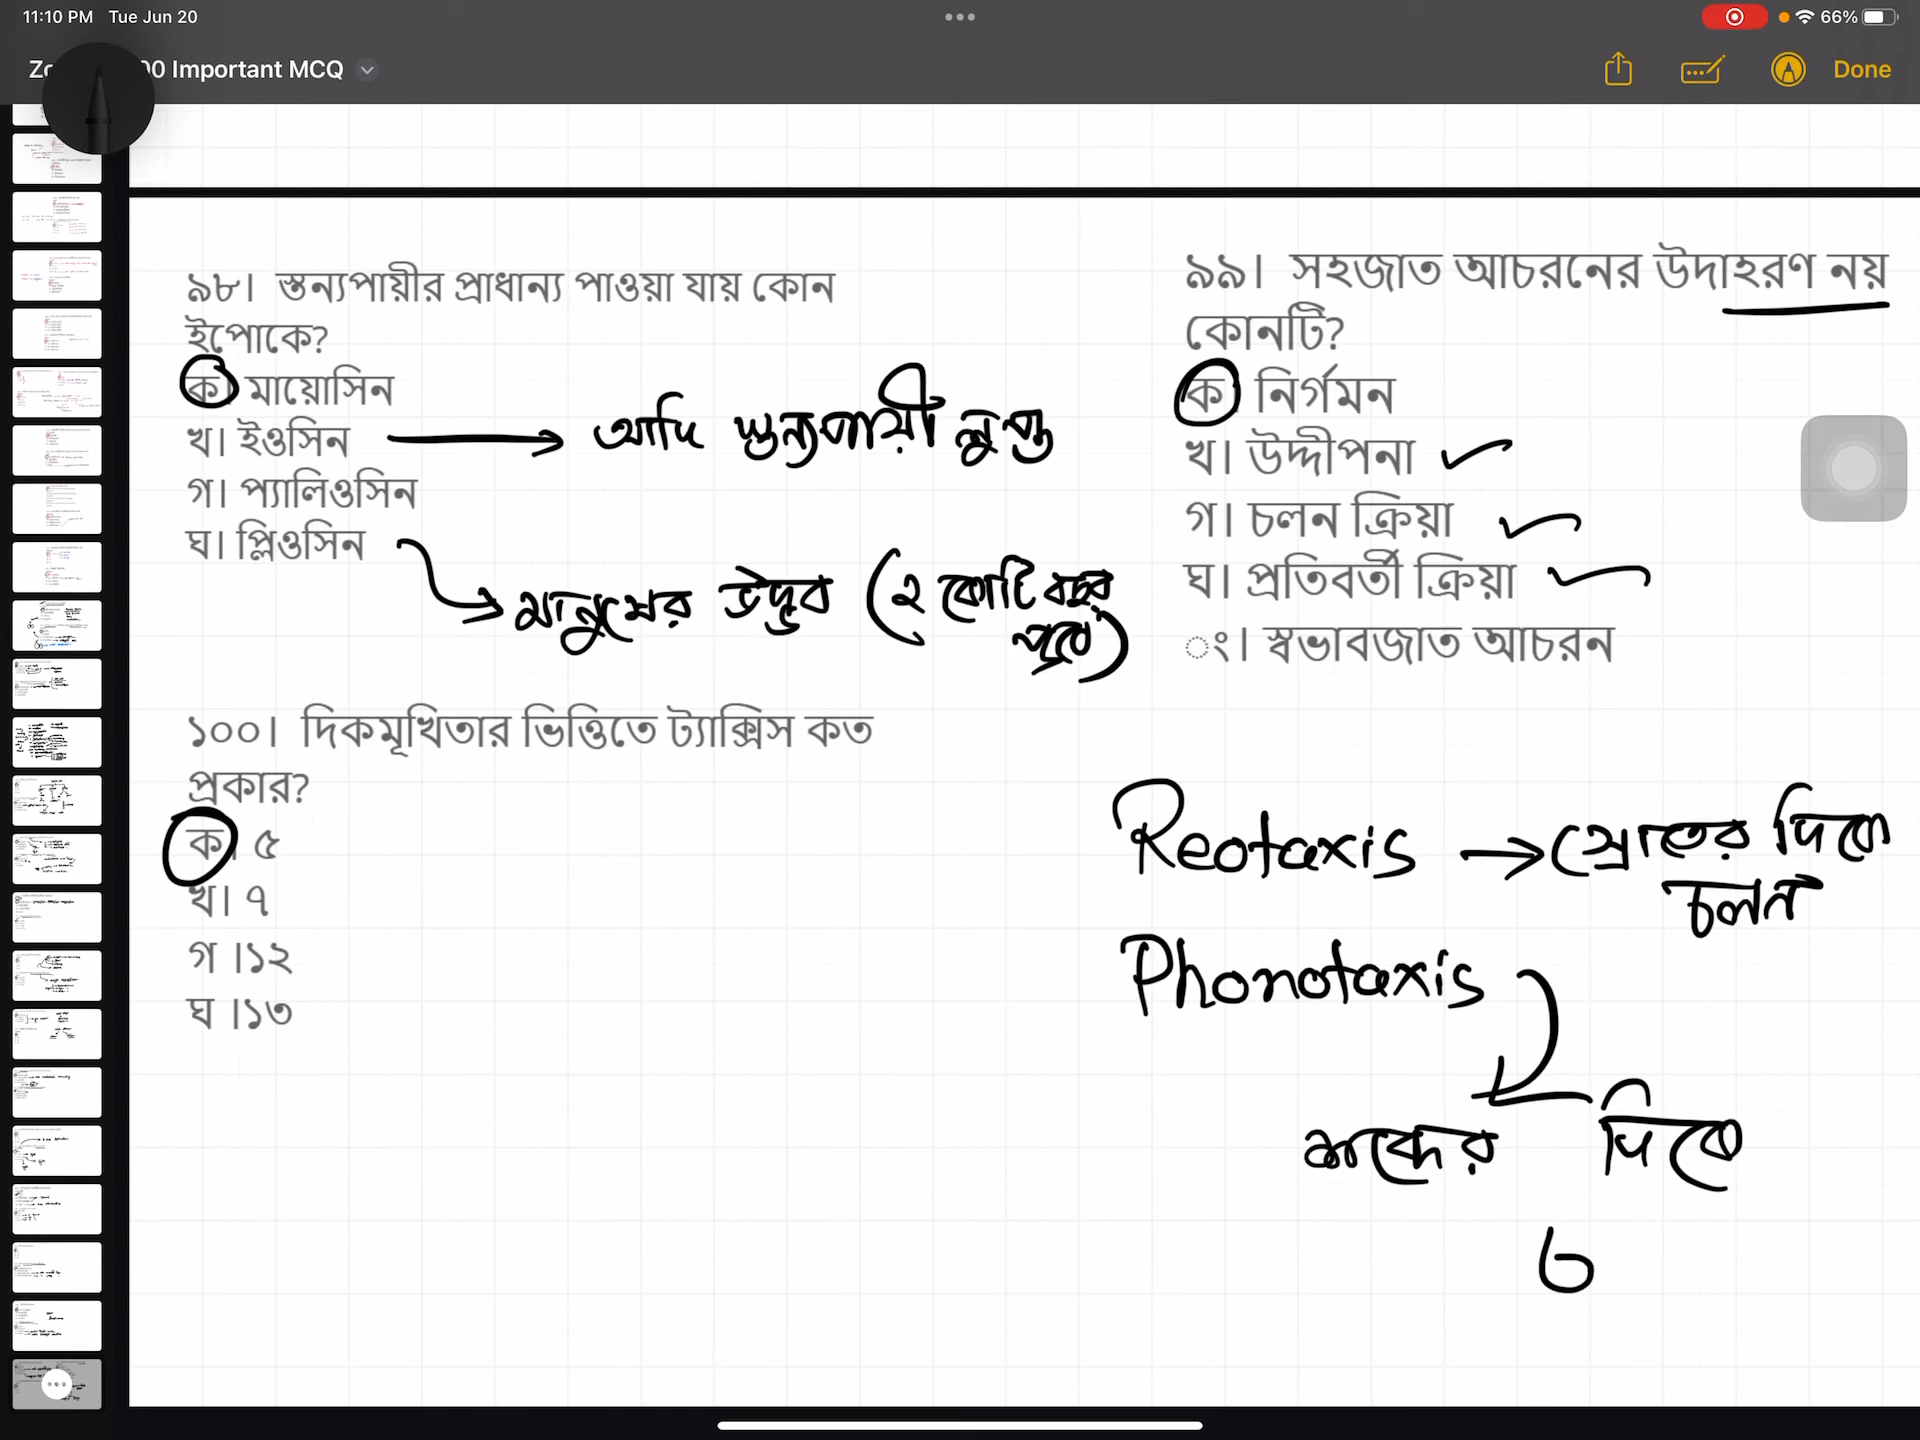 11:10 PM Tue Jun 20
66%
00 Important MCQ
Done
৯৮। স্তন্যপায়ীর প্রাধান্য পাওয়া যায় কোন
ইপোকে?
ক। মায়োসিন
খ। ইওসিন
আদি স্তন্যপায়ী লুপ্ত
গ। প্যালিওসিন
ঘ। প্লিওসিন
মানুষের উদ্ভব (২ কোটি বছর
পূর্বে)
৯৯। সহজাত আচরনের উদাহরণ নয়
কোনটি?
ক। নির্গমন
খ। উদ্দীপনা
গ। চলন ক্রিয়া
ঘ। প্রতিবর্তী ক্রিয়া
ং। স্বভাবজাত আচরন
১০০। দিকমূখিতার ভিত্তিতে ট্যাক্সিস কত
প্রকার?
ক। ৫
খ। ৭
গ ।১২
ঘ ।১৩
Reotaxis → স্রোতের দিকে
চলন
Phonotaxis
শব্দের দিকে